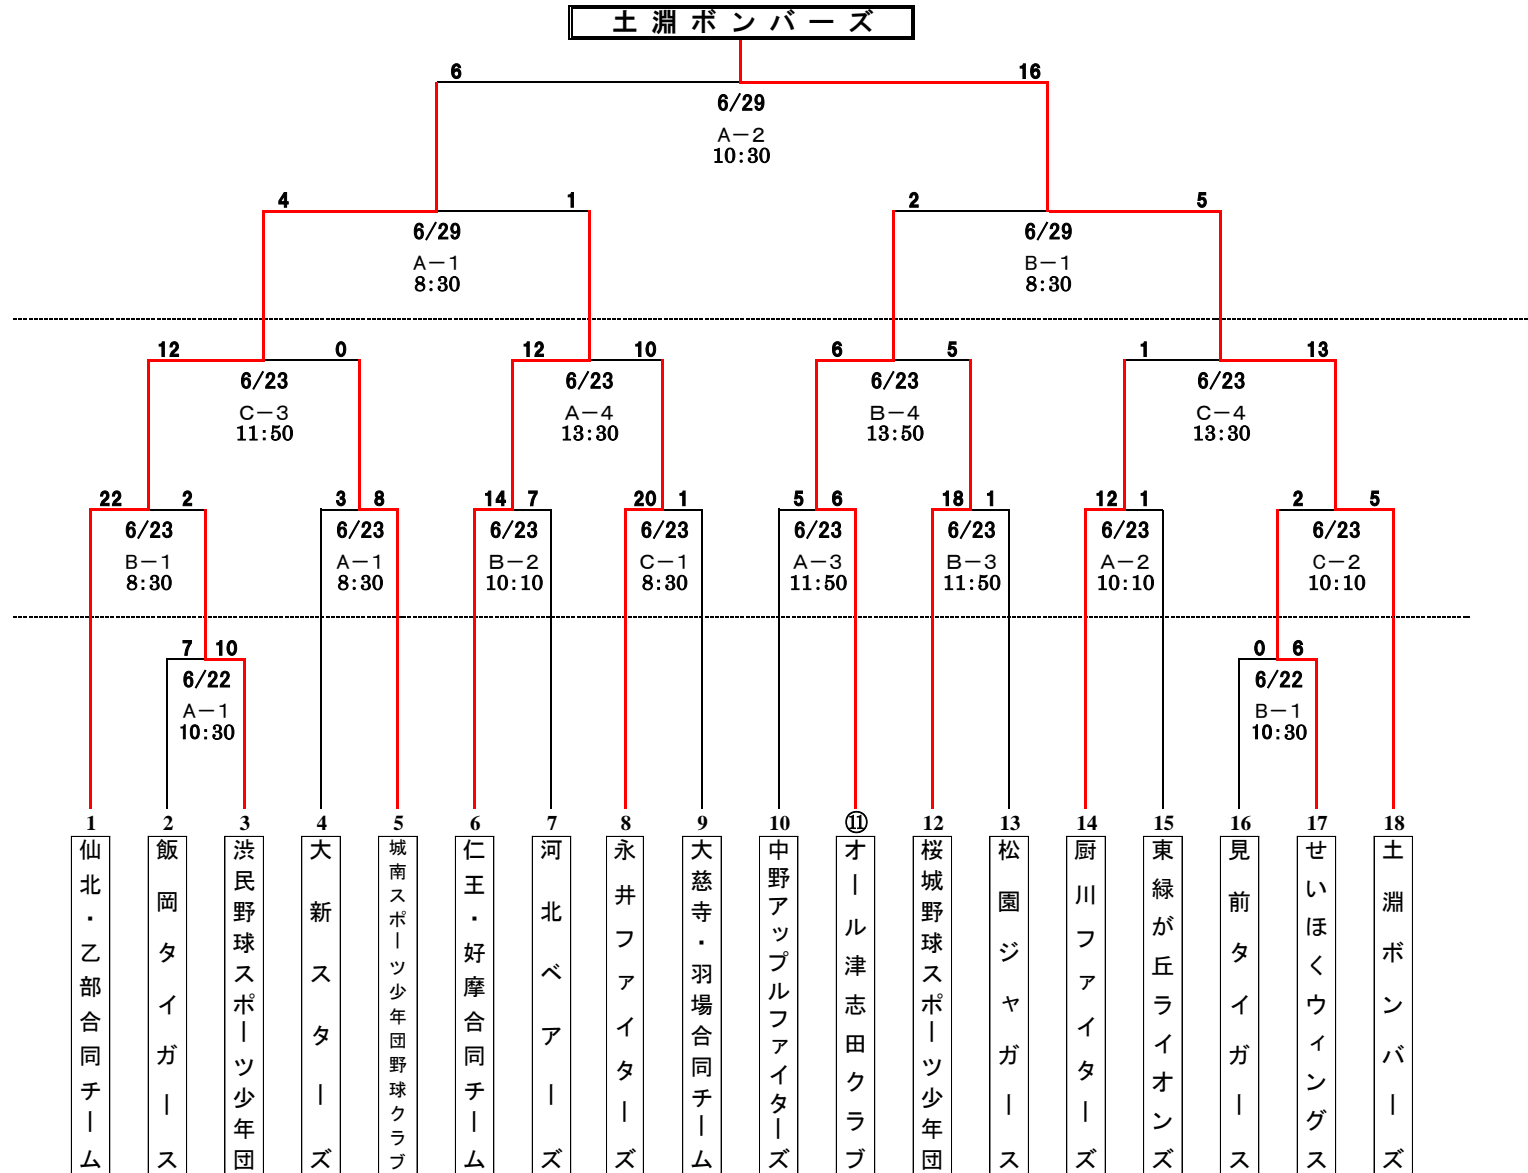 土淵ボンバーズ
6 16
6/29
A－2
10:30
4 1 2 5
6/29 6/29
A－1 B－1
8:30 8:30
12 0 12 10 6 5 1 13
6/23 6/23 6/23 6/23
C－3 A－4 B－4 C－4
11:50 13:30 13:50 13:30
22 2 3 8 14 7 20 1 5 6 18 1 12 1 2 5
6/23 6/23 6/23 6/23 6/23 6/23 6/23 6/23
B－1 A－1 B－2 C－1 A－3 B－3 A－2 C－2
8:30 8:30 10:10 8:30 11:50 11:50 10:10 10:10
7 10 0 6
6/22 6/22
A－1 B－1
10:30 10:30
1 2 3 4 5 6 7 8 9 10 ⑪ 12 13 14 15 16 17 18
仙北・乙部合同チーム
飯岡タイガース
渋民野球スポーツ少年団
大新スターズ
城南スポーツ少年団野球クラブ
仁王・好摩合同チーム
河北ベアーズ
永井ファイターズ
大慈寺・羽場合同チーム
中野アップルファイターズ
オール津志田クラブ
桜城野球スポーツ少年団
松園ジャガース
厨川ファイターズ
東緑が丘ライオンズ
見前タイガース
せいほくウィングス
土淵ボンバーズ